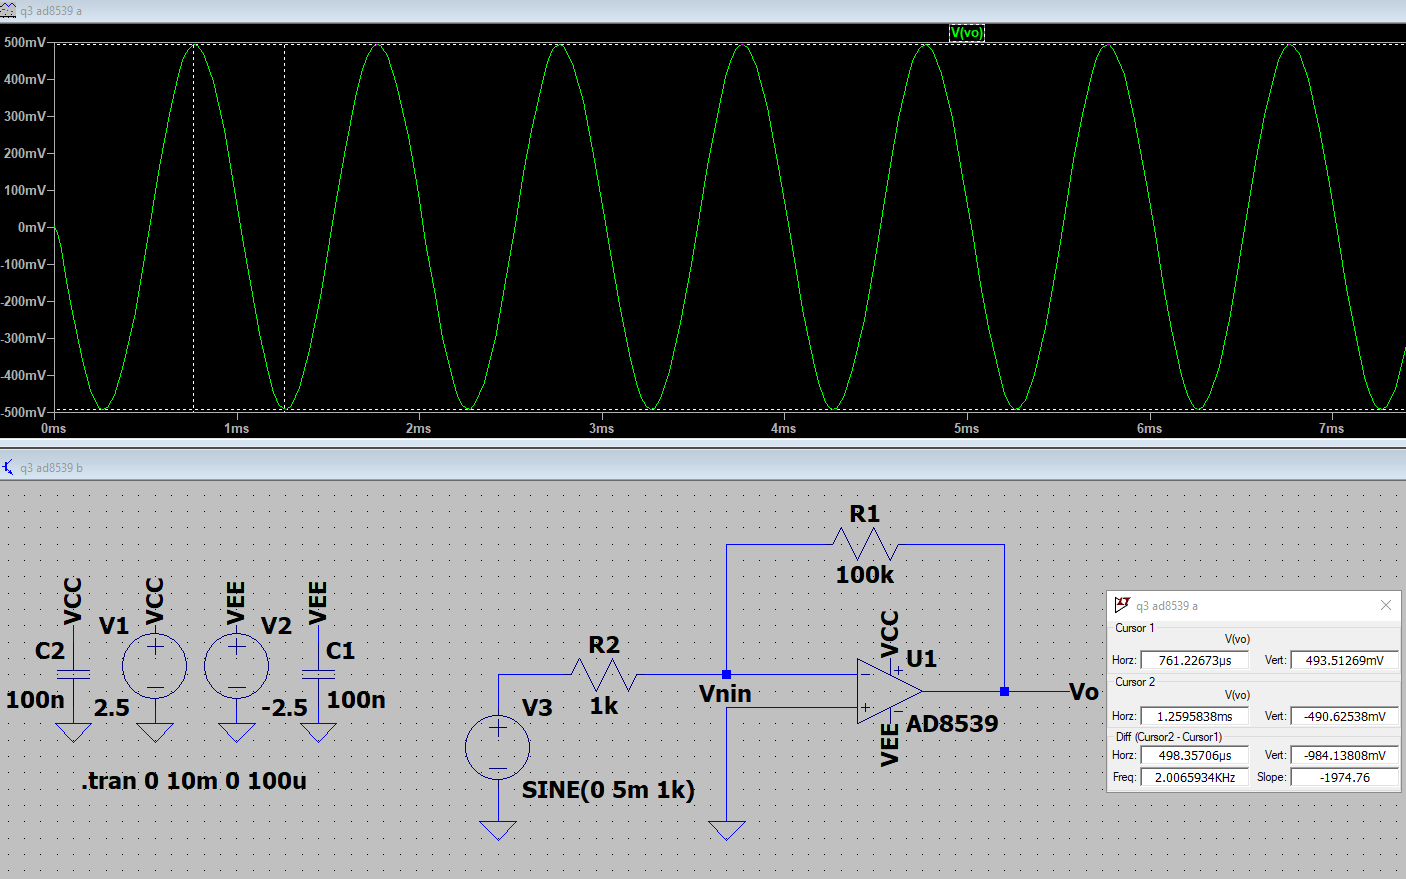 q3 ad8539 a
V(vo)
500mV
400mV
300mV
200mV
100mV
0mV
-100mV
-200mV
-300mV
-400mV
-500mV
0ms 1ms 2ms 3ms 4ms 5ms 6ms 7ms
q3 ad8539 b
R1
100k
VCC VCC VEE VEE
V1 V2
C2 C1
100n 2.5 -2.5 100n
R2
1k
VCC
U1
Vnin
V3
Vo
AD8539
VEE
.tran 0 10m 0 100u
SINE(0 5m 1k)
q3 ad8539 a
Cursor 1
V(vo)
Horz: 761.22673µs Vert: 493.51269mV
Cursor 2
V(vo)
Horz: 1.2595838ms Vert: -490.62538mV
Diff (Cursor2 - Cursor1)
Horz: 498.35706µs Vert: -984.13808mV
Freq: 2.0065934KHz Slope: -1974.76